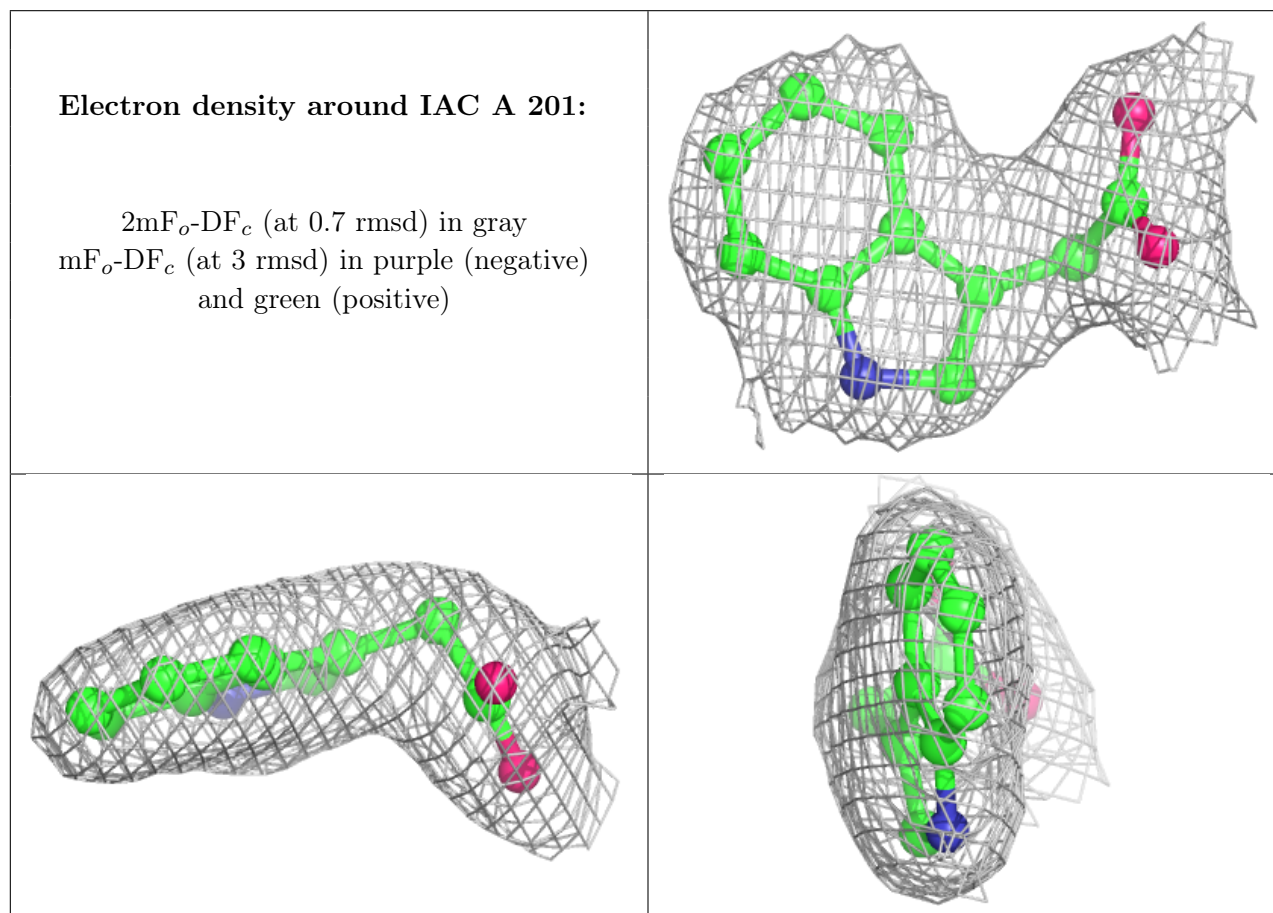 Electron density around IAC A 201:
2mFo-DFc (at 0.7 rmsd) in gray
mFo-DFc (at 3 rmsd) in purple (negative)
and green (positive)